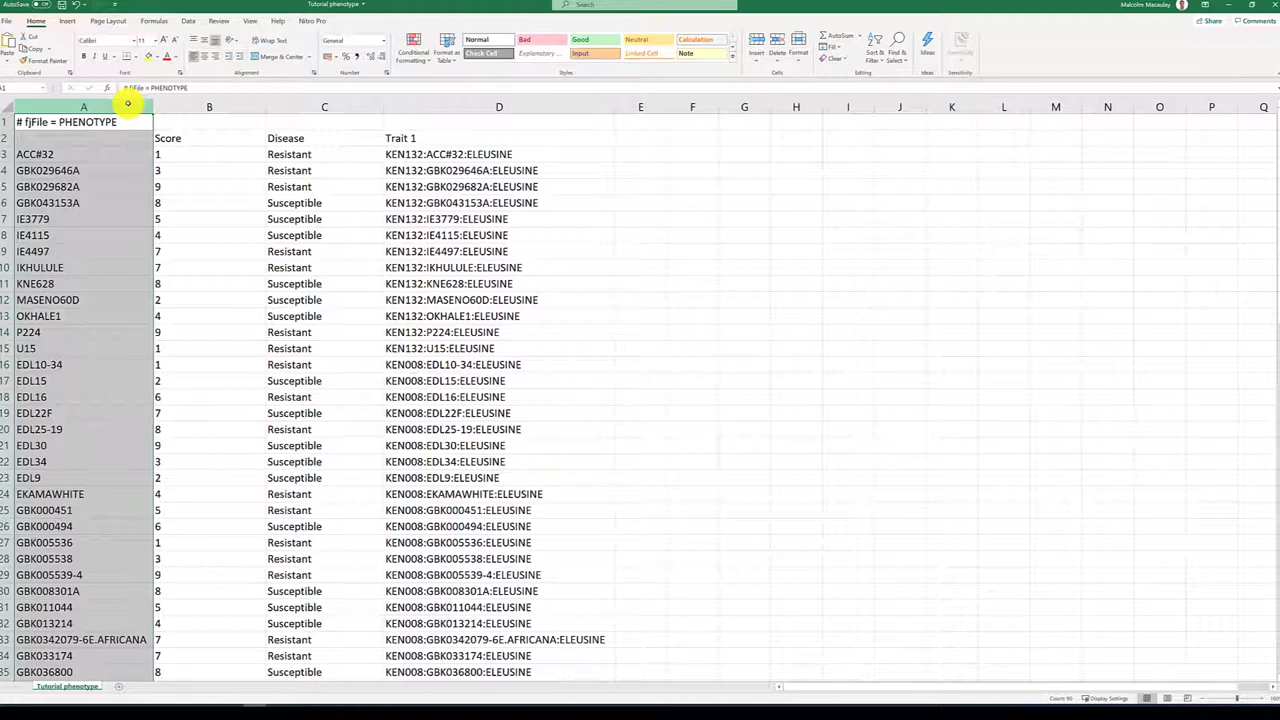 AutoSave Off Tutorial phenotype Search Malcolm Macaulay
File Home Insert Page Layout Formulas Data Review View Help Nitro Pro Share Comments
Cut Calibri 11 Wrap Text General Conditional Format as Normal Bad Good Neutral Calculation Insert Delete Format AutoSum Sort & Find & Ideas Sensitivity
Copy Fill
Paste Format Painter Merge & Center Formatting Table Check Cell Explanatory ... Input Linked Cell Note Clear Filter Select
Clipboard Font Alignment Number Styles Cells Editing Ideas Sensitivity
A1 fx # fjFile = PHENOTYPE
A B C D E F G H I J K L M N O P Q
1 # fjFile = PHENOTYPE
2 Score Disease Trait 1
3 ACC#32 1 Resistant KEN132:ACC#32:ELEUSINE
4 GBK029646A 3 Resistant KEN132:GBK029646A:ELEUSINE
5 GBK029682A 9 Resistant KEN132:GBK029682A:ELEUSINE
6 GBK043153A 8 Susceptible KEN132:GBK043153A:ELEUSINE
7 IE3779 5 Susceptible KEN132:IE3779:ELEUSINE
8 IE4115 4 Susceptible KEN132:IE4115:ELEUSINE
9 IE4497 7 Resistant KEN132:IE4497:ELEUSINE
10 IKHULULE 7 Resistant KEN132:IKHULULE:ELEUSINE
11 KNE628 8 Susceptible KEN132:KNE628:ELEUSINE
12 MASENO60D 2 Susceptible KEN132:MASENO60D:ELEUSINE
13 OKHALE1 4 Susceptible KEN132:OKHALE1:ELEUSINE
14 P224 9 Resistant KEN132:P224:ELEUSINE
15 U15 1 Resistant KEN132:U15:ELEUSINE
16 EDL10-34 1 Resistant KEN008:EDL10-34:ELEUSINE
17 EDL15 2 Susceptible KEN008:EDL15:ELEUSINE
18 EDL16 6 Resistant KEN008:EDL16:ELEUSINE
19 EDL22F 7 Susceptible KEN008:EDL22F:ELEUSINE
20 EDL25-19 8 Resistant KEN008:EDL25-19:ELEUSINE
21 EDL30 9 Susceptible KEN008:EDL30:ELEUSINE
22 EDL34 3 Susceptible KEN008:EDL34:ELEUSINE
23 EDL9 2 Susceptible KEN008:EDL9:ELEUSINE
24 EKAMAWHITE 4 Resistant KEN008:EKAMAWHITE:ELEUSINE
25 GBK000451 5 Resistant KEN008:GBK000451:ELEUSINE
26 GBK000494 6 Susceptible KEN008:GBK000494:ELEUSINE
27 GBK005536 1 Resistant KEN008:GBK005536:ELEUSINE
28 GBK005538 3 Resistant KEN008:GBK005538:ELEUSINE
29 GBK005539-4 9 Resistant KEN008:GBK005539-4:ELEUSINE
30 GBK008301A 8 Susceptible KEN008:GBK008301A:ELEUSINE
31 GBK011044 5 Susceptible KEN008:GBK011044:ELEUSINE
32 GBK013214 4 Susceptible KEN008:GBK013214:ELEUSINE
33 GBK0342079-6E.AFRICANA 7 Resistant KEN008:GBK0342079-6E.AFRICANA:ELEUSINE
34 GBK033174 7 Resistant KEN008:GBK033174:ELEUSINE
35 GBK036800 8 Susceptible KEN008:GBK036800:ELEUSINE
Tutorial phenotype
Count: 90 Display Settings